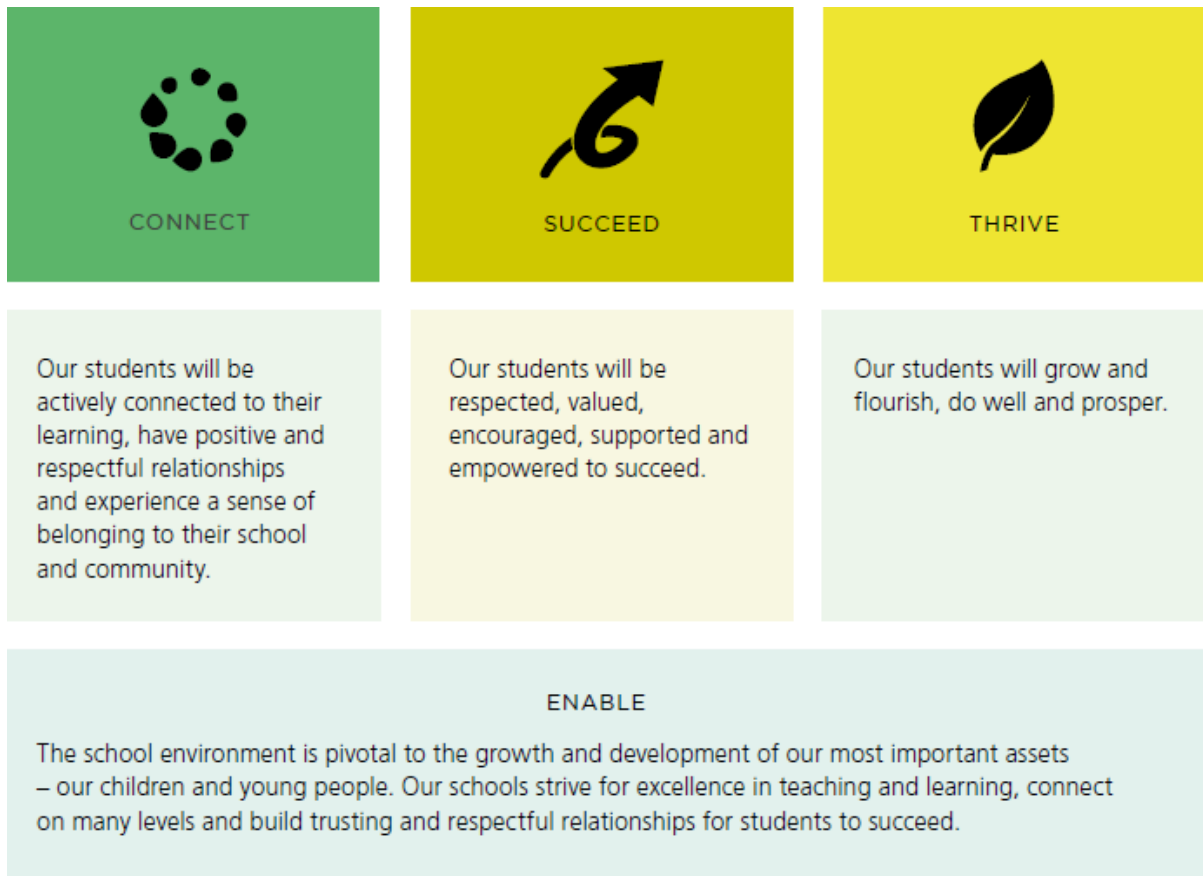 CONNECT
Our students will be
actively connected to their
learning, have positive and
respectful relationships
and experience a sense of
belonging to their school
and community.
SUCCEED
Our students will be
respected, valued,
encouraged, supported and
empowered to succeed.
THRIVE
Our students will grow and
flourish, do well and prosper.
ENABLE
The school environment is pivotal to the growth and development of our most important assets
– our children and young people. Our schools strive for excellence in teaching and learning, connect
on many levels and build trusting and respectful relationships for students to succeed.